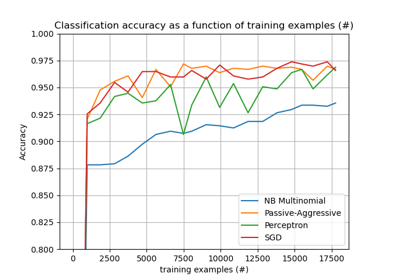 Classification accuracy as a function of training examples (#)
1.000
0.975
0.950
0.925
0.900
0.875
0.850
0.825
0.800
Accuracy
NB Multinomial
Passive-Aggressive
Perceptron
SGD
0 2500 5000 7500 10000 12500 15000 17500
training examples (#)